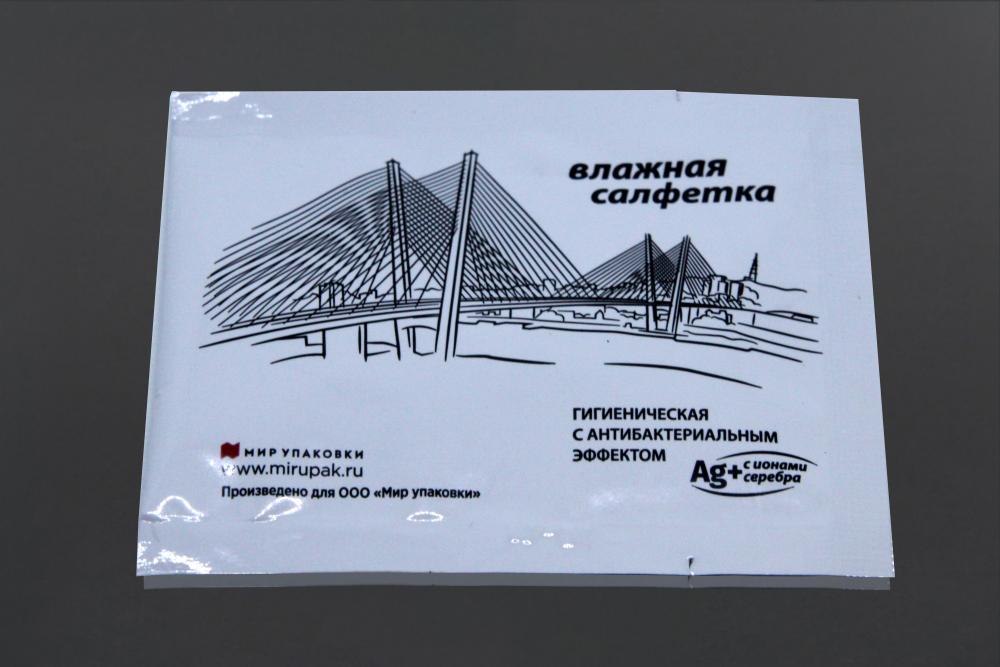 влажная
салфетка
ГИГИЕНИЧЕСКАЯ
С АНТИБАКТЕРИАЛЬНЫМ
ЭФФЕКТОМ
Ag+ с ионами
серебра
МИР УПАКОВКИ
www.mirupak.ru
Произведено для ООО «Мир упаковки»